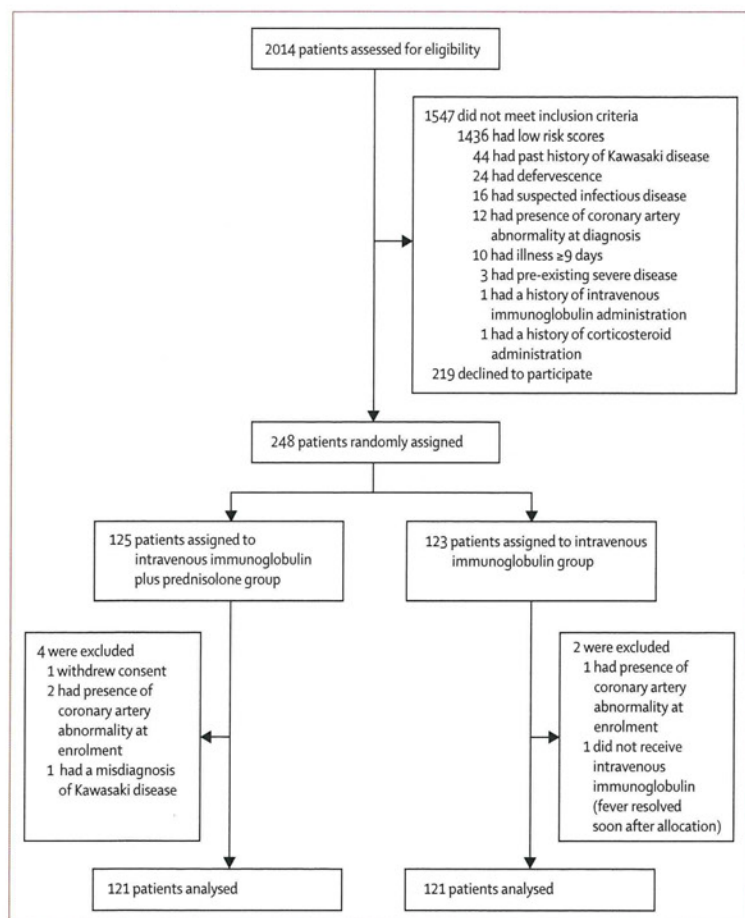 2014 patients assessed for eligibility
1547 did not meet inclusion criteria
1436 had low risk scores
44 had past history of Kawasaki disease
24 had defervescence
16 had suspected infectious disease
12 had presence of coronary artery
abnormality at diagnosis
10 had illness ≥9 days
3 had pre-existing severe disease
1 had a history of intravenous
immunoglobulin administration
1 had a history of corticosteroid
administration
219 declined to participate
248 patients randomly assigned
125 patients assigned to
intravenous immunoglobulin
plus prednisolone group
123 patients assigned to intravenous
immunoglobulin group
4 were excluded
1 withdrew consent
2 had presence of
coronary artery
abnormality at
enrolment
1 had a misdiagnosis
of Kawasaki disease
2 were excluded
1 had presence of
coronary artery
abnormality at
enrolment
1 did not receive
intravenous
immunoglobulin
(fever resolved
soon after allocation)
121 patients analysed
121 patients analysed